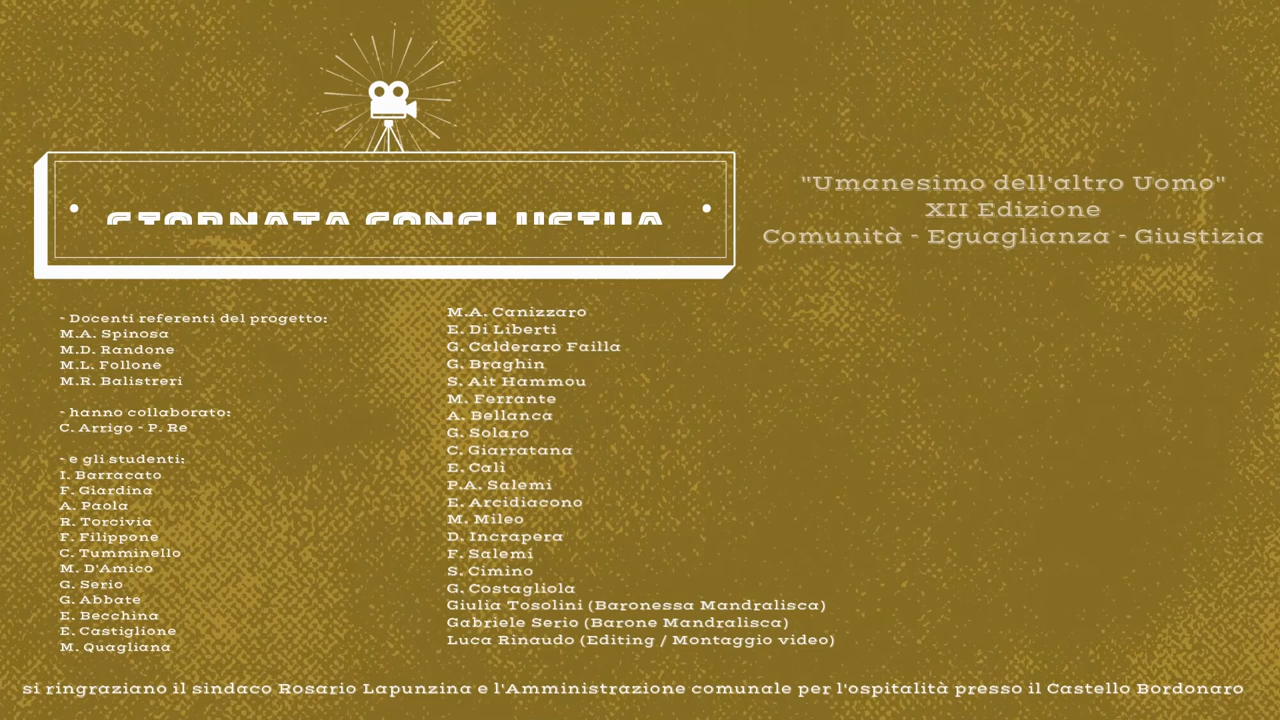 GIORNATA CONCLUSIVA
"Umanesimo dell'altro Uomo"
XII Edizione
Comunità - Eguaglianza - Giustizia
- Docenti referenti del progetto:
M.A. Spinosa
M.D. Randone
M.L. Follone
M.R. Balistreri
- hanno collaborato:
C. Arrigo - P. Re
- e gli studenti:
I. Barracato
F. Giardina
A. Paola
R. Torcivia
F. Filippone
C. Tumminello
M. D'Amico
G. Serio
G. Abbate
E. Becchina
E. Castiglione
M. Quagliana
M.A. Canizzaro
E. Di Liberti
G. Calderaro Failla
G. Braghin
S. Ait Hammou
M. Ferrante
A. Bellanca
G. Solaro
C. Giarratana
E. Calì
P.A. Salemi
E. Arcidiacono
M. Mileo
D. Incrapera
F. Salemi
S. Cimino
G. Costagliola
Giulia Tosolini (Baronessa Mandralisca)
Gabriele Serio (Barone Mandralisca)
Luca Rinaudo (Editing / Montaggio video)
si ringraziano il sindaco Rosario Lapunzina e l'Amministrazione comunale per l'ospitalità presso il Castello Bordonaro